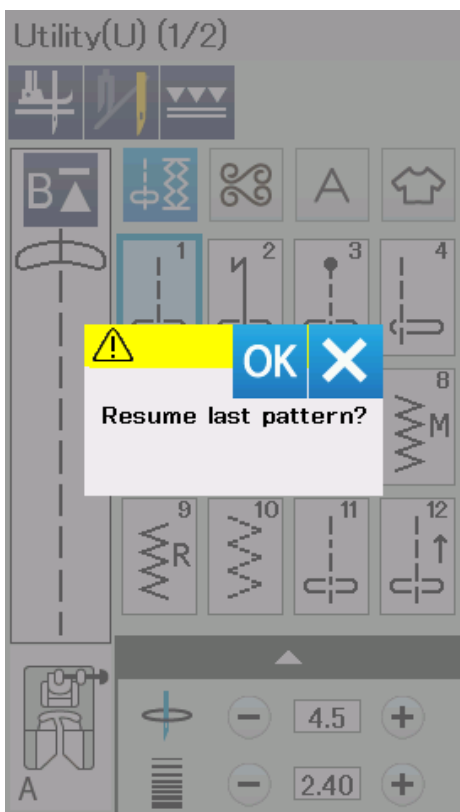 Utility(U) (1/2)
B
A
1
2
3
4
OK
Resume last pattern?
8
M
9
R
10
11
12
4.5
2.40
A